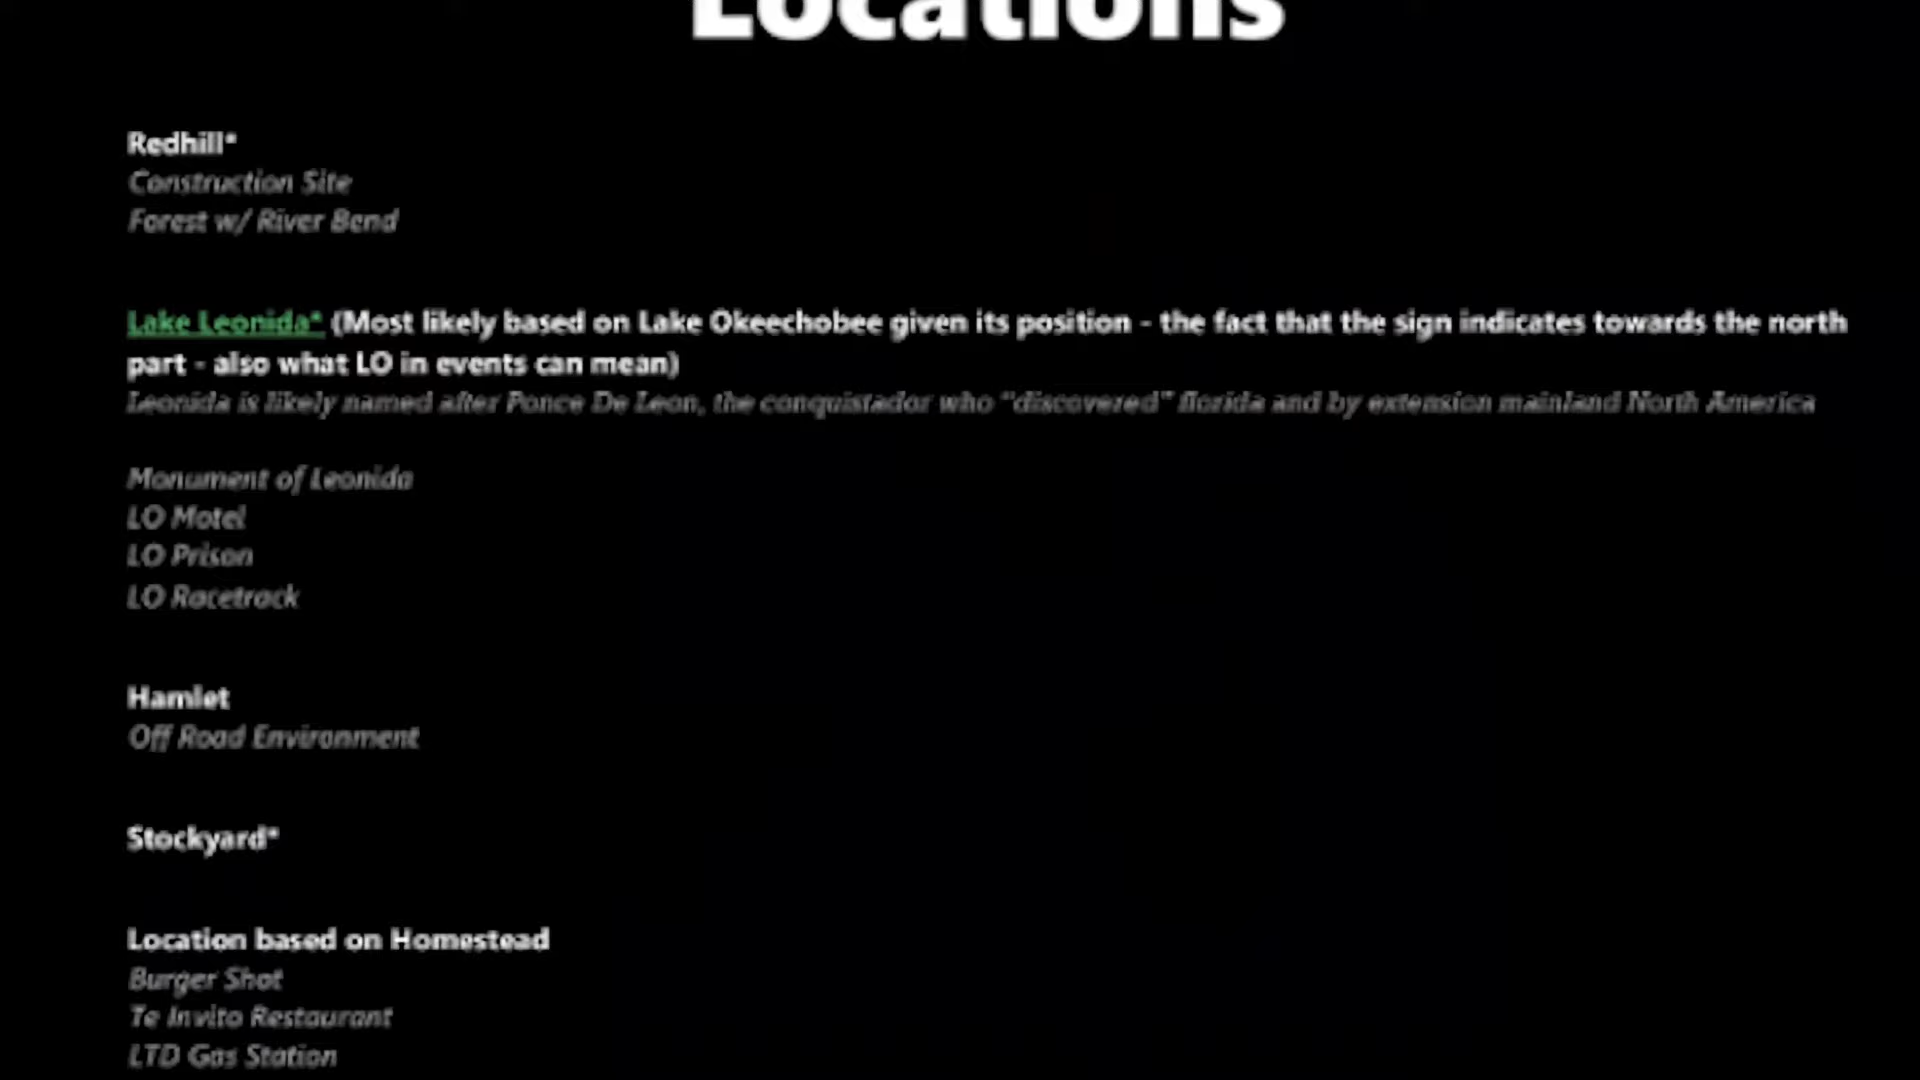 Locations
Redhill*
Construction Site
Forest w/ River Bend
Lake Leonida* (Most likely based on Lake Okeechobee given its position - the fact that the sign indicates towards the north
part - also what LO in events can mean)
Leonida is likely named after Ponce De Leon, the conquistador who "discovered" florida and by extension mainland North America
Monument of Leonida
LO Motel
LO Prison
LO Racetrack
Hamlet
Off Road Environment
Stockyard*
Location based on Homestead
Burger Shot
Te Invito Restaurant
LTD Gas Station